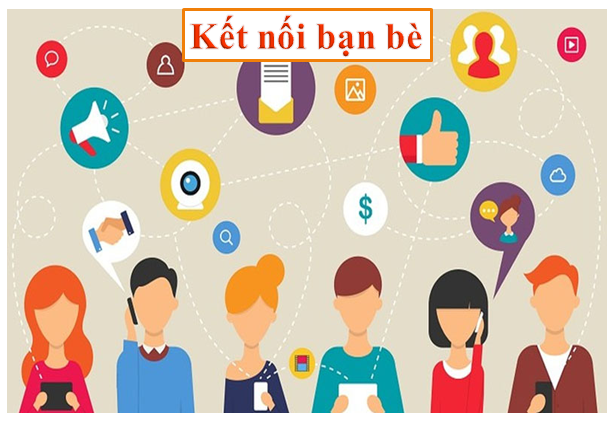 Kết nối bạn bè
$